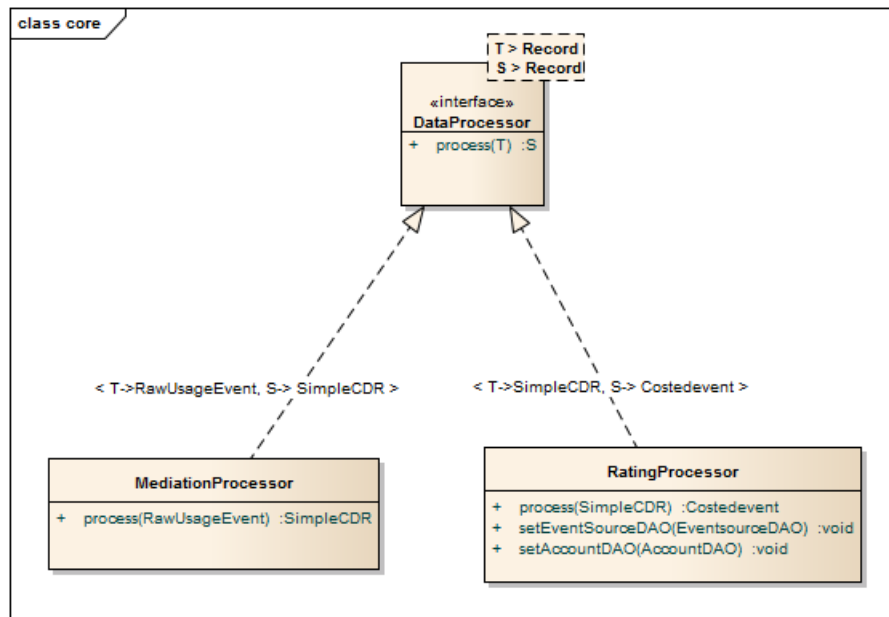 class core
T > Record
S > Record
«interface»
DataProcessor
+ process(T) :S
< T->RawUsageEvent, S-> SimpleCDR >
< T->SimpleCDR, S-> Costedevent >
MediationProcessor
+ process(RawUsageEvent) :SimpleCDR
RatingProcessor
+ process(SimpleCDR) :Costedevent
+ setEventSourceDAO(EventsourceDAO) :void
+ setAccountDAO(AccountDAO) :void